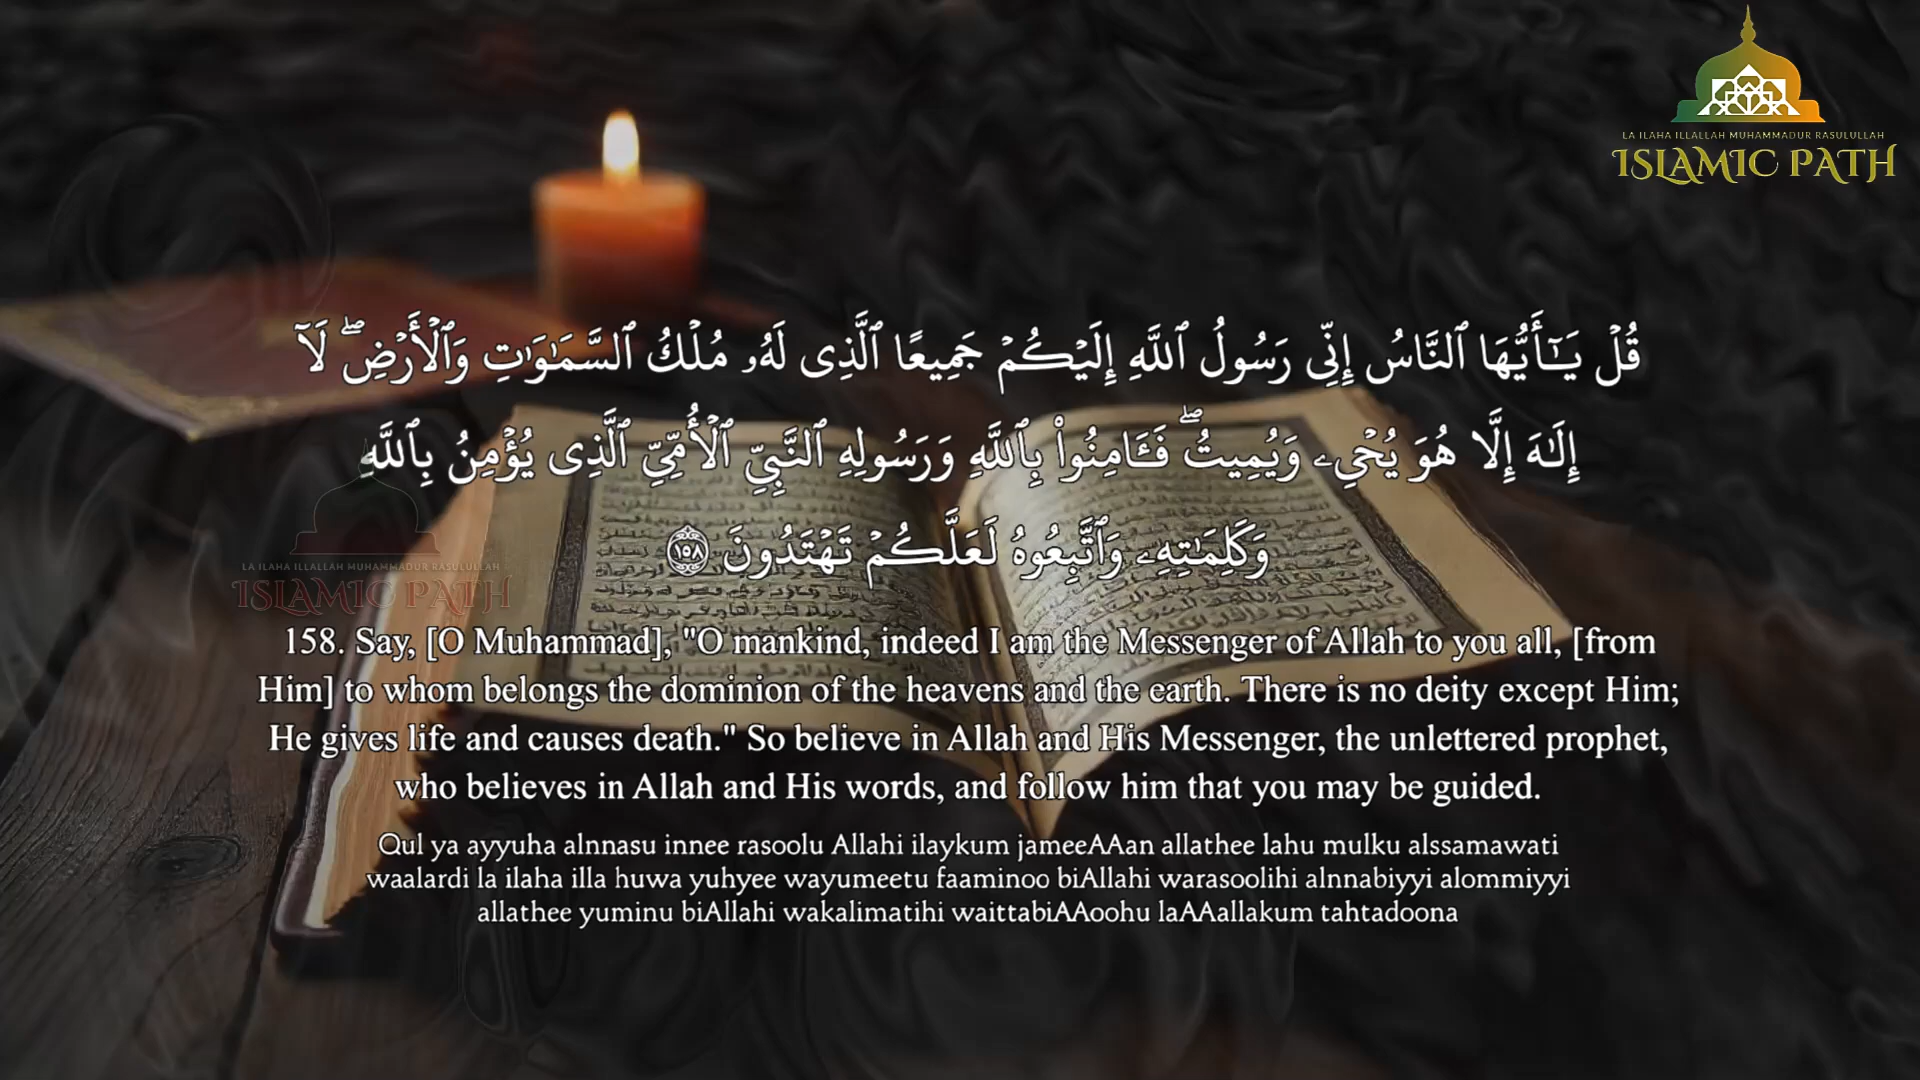 LA ILAHA ILLALLAH MUHAMMADUR RASULULLAH
ISLAMIC PATH
قُلْ يَـٰٓأَيُّهَا ٱلنَّاسُ إِنِّى رَسُولُ ٱللَّهِ إِلَيْكُمْ جَمِيعًا ٱلَّذِى لَهُۥ مُلْكُ ٱلسَّمَـٰوَٰتِ وَٱلْأَرْضِ ۖ لَآ
إِلَـٰهَ إِلَّا هُوَ يُحْىِۦ وَيُمِيتُ ۖ فَـَٔامِنُوا۟ بِٱللَّهِ وَرَسُولِهِ ٱلنَّبِىِّ ٱلْأُمِّىِّ ٱلَّذِى يُؤْمِنُ بِٱللَّهِ
وَكَلِمَـٰتِهِۦ وَٱتَّبِعُوهُ لَعَلَّكُمْ تَهْتَدُونَ ١٥٨
LA ILAHA ILLALLAH MUHAMMADUR RASULULLAH
ISLAMIC PATH
158. Say, [O Muhammad], "O mankind, indeed I am the Messenger of Allah to you all, [from
Him] to whom belongs the dominion of the heavens and the earth. There is no deity except Him;
He gives life and causes death." So believe in Allah and His Messenger, the unlettered prophet,
who believes in Allah and His words, and follow him that you may be guided.
Qul ya ayyuha alnnasu innee rasoolu Allahi ilaykum jameeAAan allathee lahu mulku alssamawati
waalardi la ilaha illa huwa yuhyee wayumeetu faaminoo biAllahi warasoolihi alnnabiyyi alommiyyi
allathee yuminu biAllahi wakalimatihi waittabiAAoohu laAAallakum tahtadoona